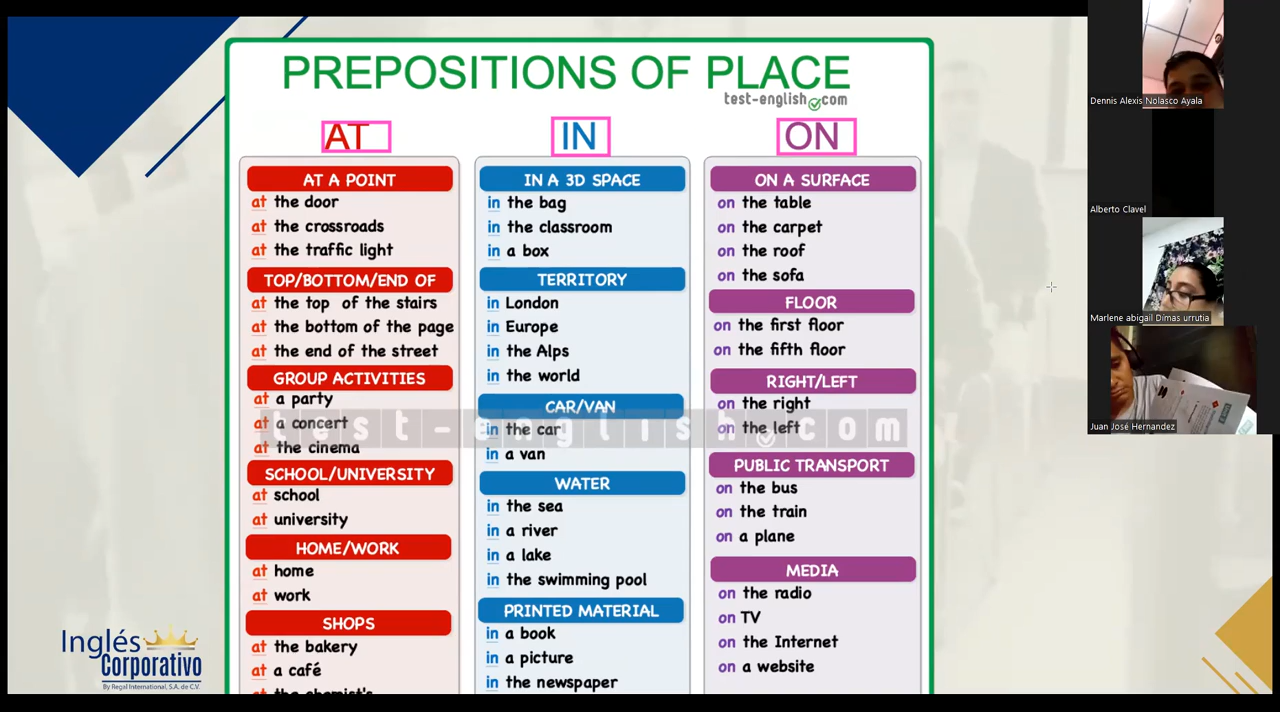 PREPOSITIONS OF PLACE
test-english.com
AT
AT A POINT
at the door
at the crossroads
at the traffic light
TOP/BOTTOM/END OF
at the top of the stairs
at the bottom of the page
at the end of the street
GROUP ACTIVITIES
at a party
at a concert
at the cinema
SCHOOL/UNIVERSITY
at school
at university
HOME/WORK
at home
at work
SHOPS
at the bakery
at a café
at the chemist's
IN
IN A 3D SPACE
in the bag
in the classroom
in a box
TERRITORY
in London
in Europe
in the Alps
in the world
CAR/VAN
in the car
in a van
WATER
in the sea
in a river
in a lake
in the swimming pool
PRINTED MATERIAL
in a book
in a picture
in the newspaper
ON
ON A SURFACE
on the table
on the carpet
on the roof
on the sofa
FLOOR
on the first floor
on the fifth floor
RIGHT/LEFT
on the right
on the left
PUBLIC TRANSPORT
on the bus
on the train
on a plane
MEDIA
on the radio
on TV
on the Internet
on a website
test-english.com
Inglés
Corporativo
By Regal International, S.A. de C.V.
Dennis Alexis Nolasco Ayala
Alberto Clavel
Marlene abigail Dimas urrutia
Juan José Hernandez